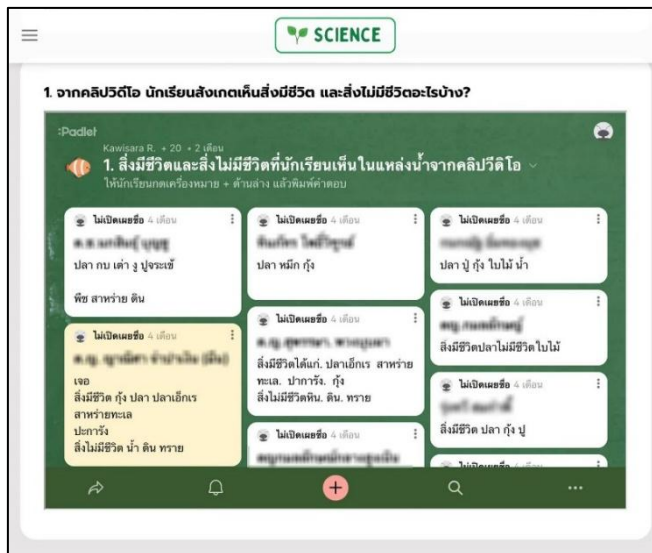 SCIENCE
1. จากคลิปวิดีโอ นักเรียนสังเกตเห็นสิ่งมีชีวิต และสิ่งไม่มีชีวิตอะไรบ้าง?
:Padlet
Kawisara R. + 20 • 2 เดือน
1. สิ่งมีชีวิตและสิ่งไม่มีชีวิตที่นักเรียนเห็นในแหล่งน้ำจากคลิปวีดีโอ
ให้นักเรียนกดเครื่องหมาย + ด้านล่าง แล้วพิมพ์คำตอบ
ไม่เปิดเผยชื่อ 4 เดือน
ปลา กบ เต่า งู ปูจระเข้
พืช สาหร่าย ดิน
ไม่เปิดเผยชื่อ 4 เดือน
เจอ
สิ่งมีชีวิต กุ้ง ปลา ปลาเอ็กเร
สาหร่ายทะเล
ปะการัง
สิ่งไม่มีชีวิต น้ำ ดิน ทราย
ไม่เปิดเผยชื่อ 4 เดือน
ปลา หมึก กุ้ง
ไม่เปิดเผยชื่อ 4 เดือน
สิ่งมีชีวิตได้แก่. ปลาเอ็กเร สาหร่าย
ทะเล. ปาการัง. กุ้ง
สิ่งไม่มีชีวิตหิน. ดิน. ทราย
ไม่เปิดเผยชื่อ 4 เดือน
ไม่เปิดเผยชื่อ 4 เดือน
ปลา ปู่ กุ้ง ใบไม้ น้ำ
ไม่เปิดเผยชื่อ 4 เดือน
สิ่งมีชีวิตปลาไม่มีชีวิตใบไม้
ไม่เปิดเผยชื่อ 4 เดือน
สิ่งมีชีวิต ปลา กุ้ง ปู
ไม่เปิดเผยชื่อ 4 เดือน